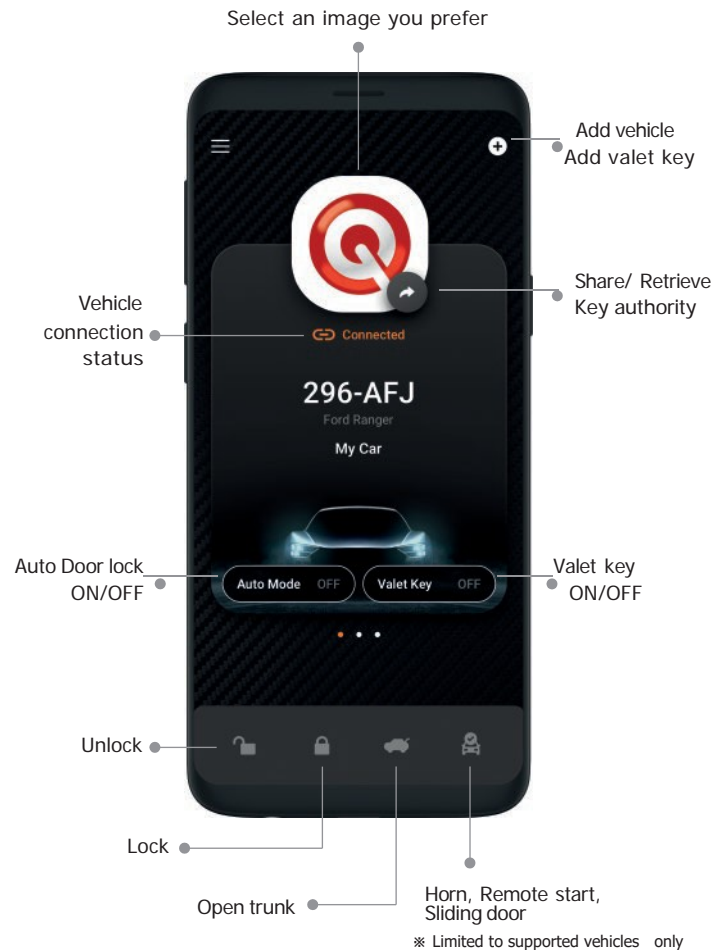 Select an image you prefer
Add vehicle
Add valet key
Share/ Retrieve
Key authority
Vehicle
connection
status
Connected
296-AFJ
Ford Ranger
My Car
Auto Door lock
ON/OFF
Auto Mode OFF
Valet Key OFF
Valet key
ON/OFF
Unlock
Lock
Open trunk
Horn, Remote start,
Sliding door
※ Limited to supported vehicles only